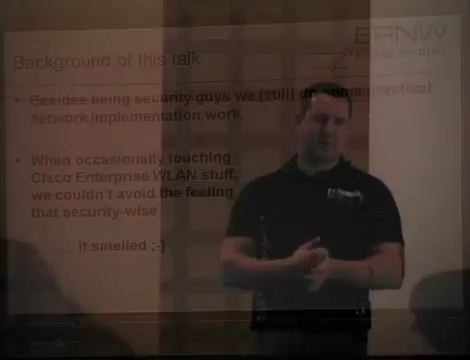 ERNW
Background of this talk
• Besides being security guys we (still) do some practical
network implementation work.
• When occasionally touching
Cisco Enterprise WLAN stuff,
we couldn't avoid the feeling
that security-wise
…it smelled ;-)